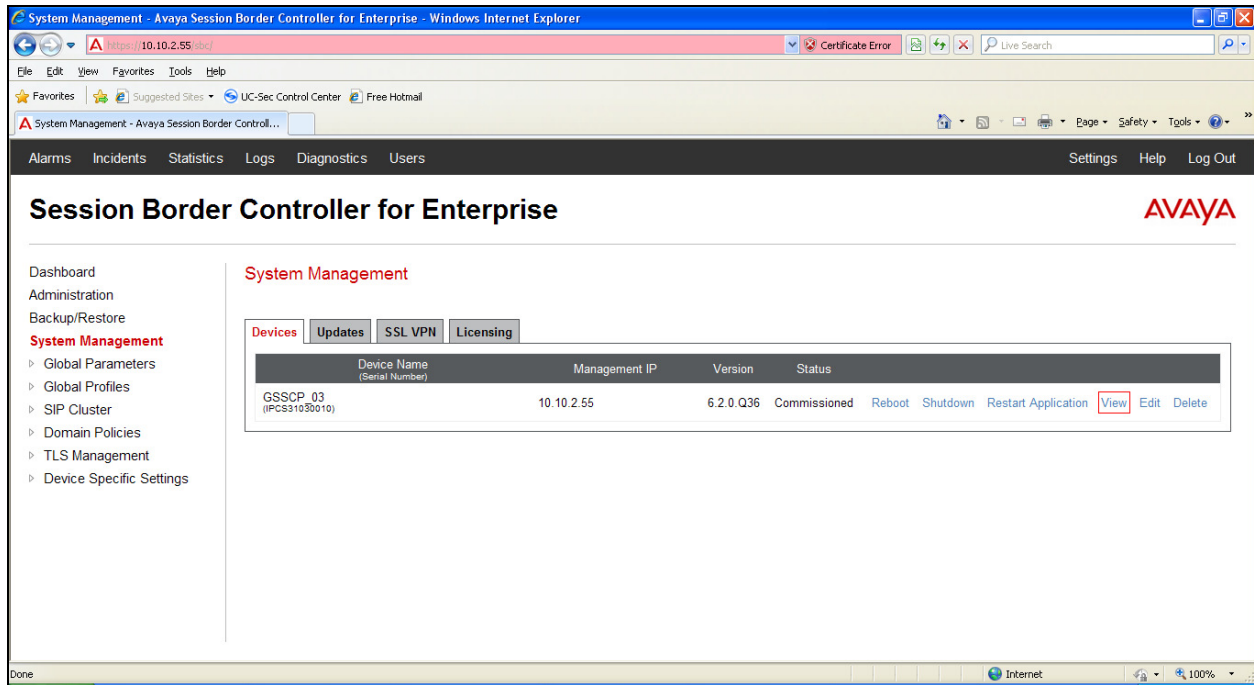 System Management - Avaya Session Border Controller for Enterprise - Windows Internet Explorer
https://10.10.2.55/sbc/
Certificate Error
Live Search
File Edit View Favorites Tools Help
Favorites Suggested Sites UC-Sec Control Center Free Hotmail
System Management - Avaya Session Border Controll...
Page Safety Tools »
Alarms Incidents Statistics Logs Diagnostics Users Settings Help Log Out
Session Border Controller for Enterprise
AVAYA
Dashboard
Administration
Backup/Restore
System Management
Global Parameters
Global Profiles
SIP Cluster
Domain Policies
TLS Management
Device Specific Settings
System Management
Devices Updates SSL VPN Licensing
Device Name Management IP Version Status
(Serial Number)
GSSCP_03 10.10.2.55 6.2.0.Q36 Commissioned Reboot Shutdown Restart Application View Edit Delete
(IPCS31030010)
Done Internet 100%